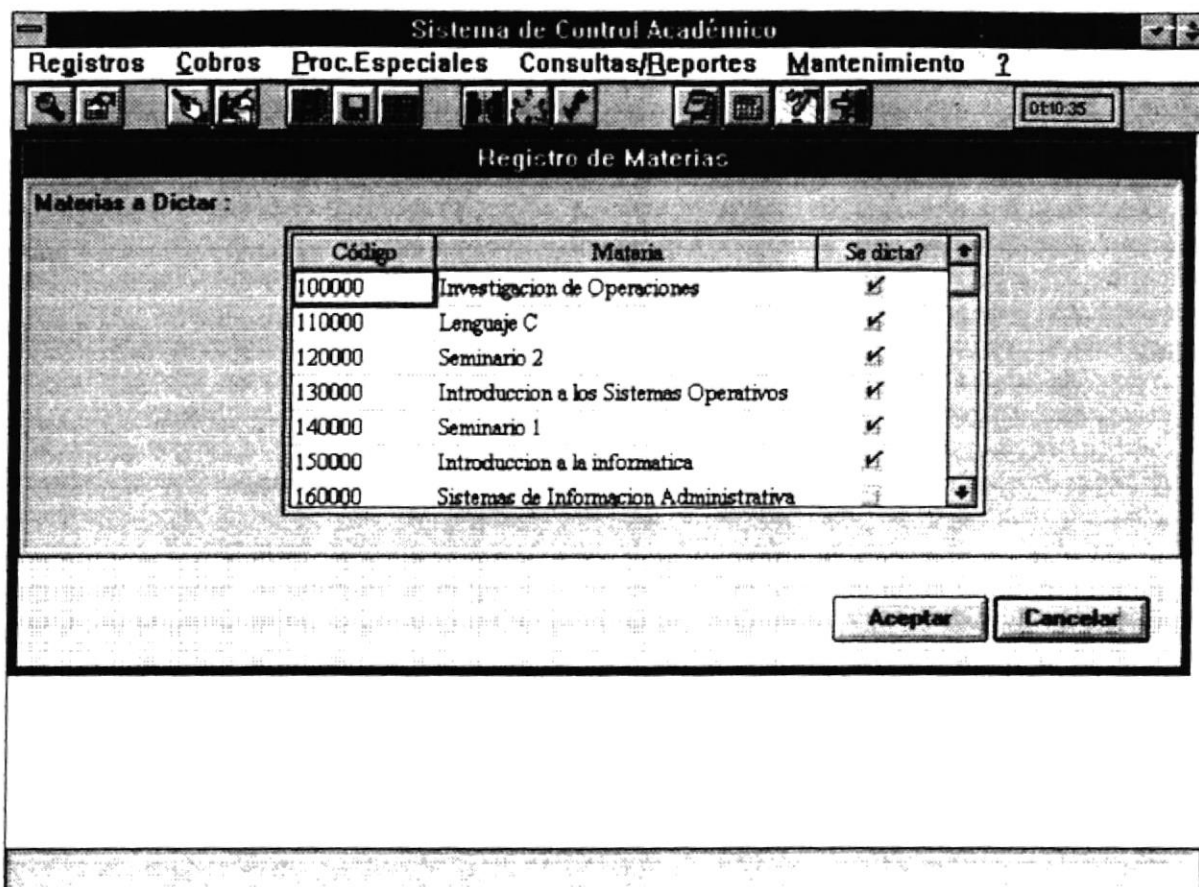 Sistema de Control Académico
Registros Cobros Proc.Especiales Consultas/Reportes Mantenimiento ?
01:10:35
Registro de Materias
Materias a Dictar :
Código Materia Se dicta?
100000 Investigacion de Operaciones
110000 Lenguaje C
120000 Seminario 2
130000 Introduccion a los Sistemas Operativos
140000 Seminario 1
150000 Introduccion a la informatica
160000 Sistemas de Informacion Administrativa
Aceptar Cancelar